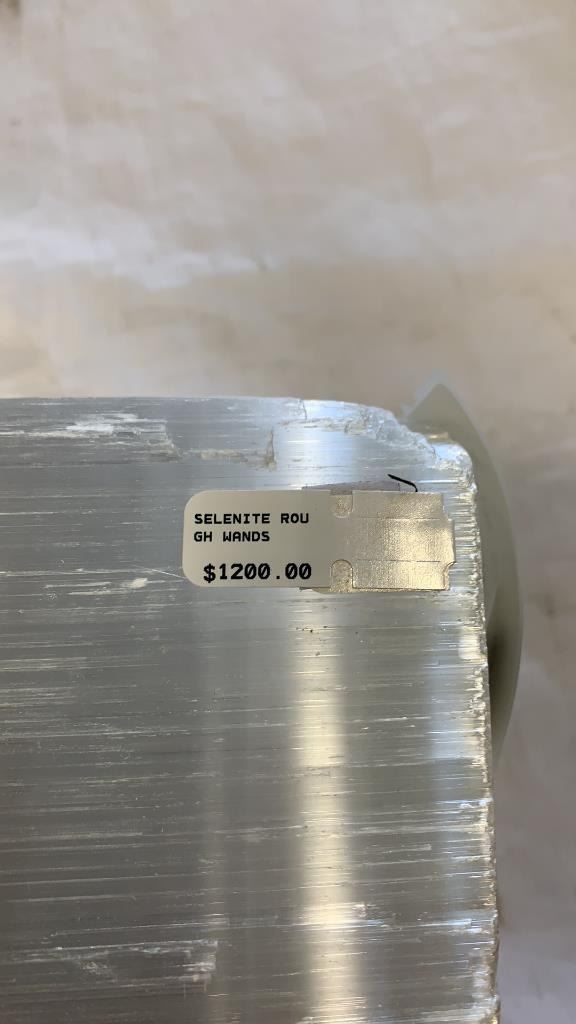 SELENITE ROU
GH WANDS
$1200.00